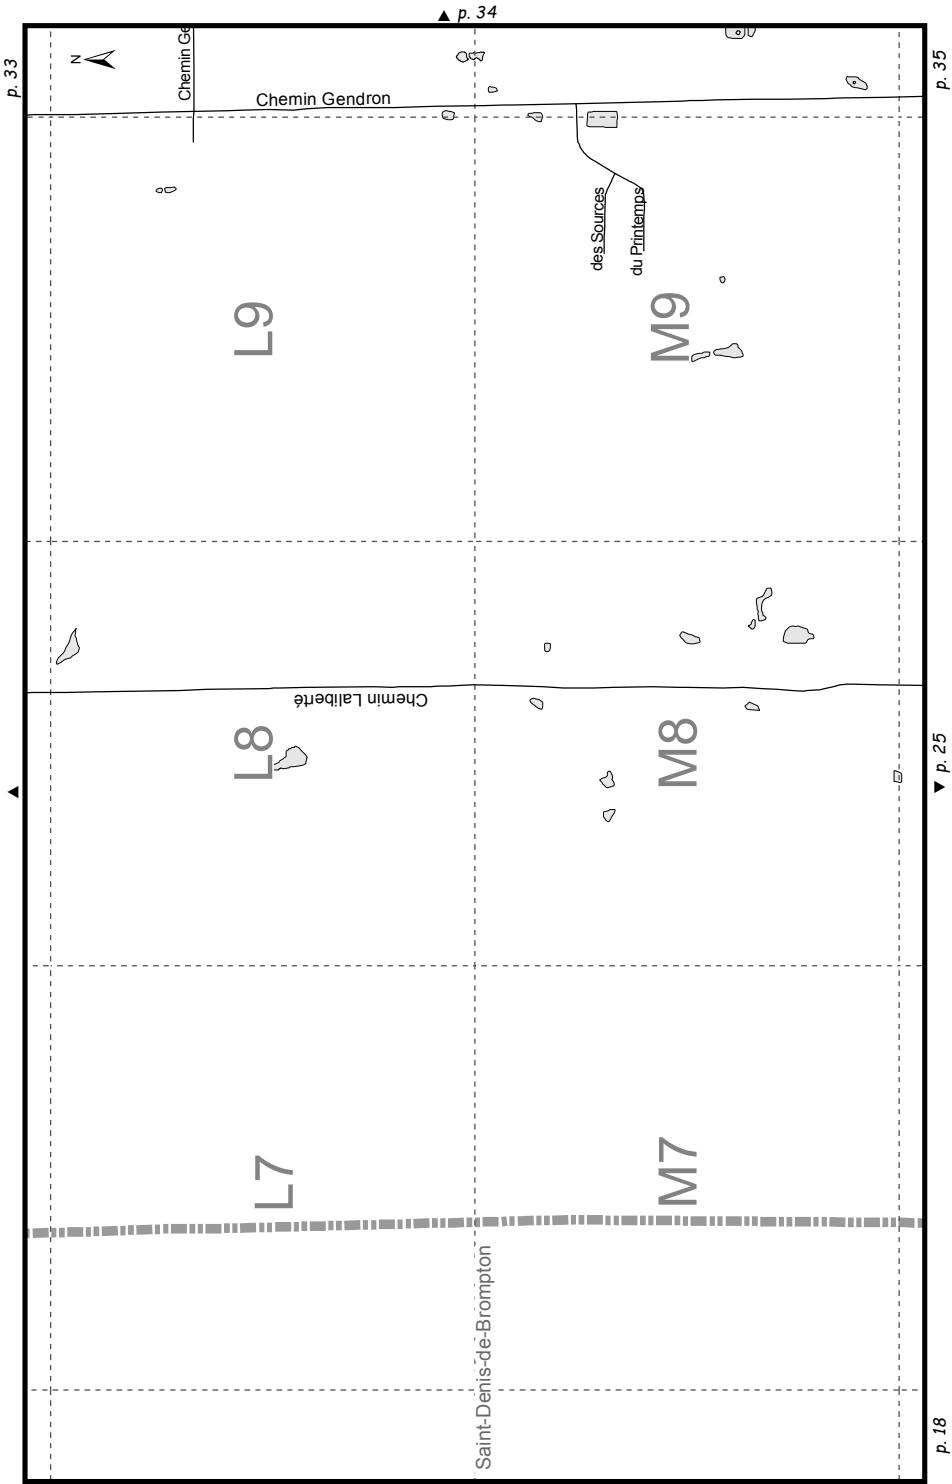 p. 34
p. 33
p. 35
N
Chemin Ge
Chemin Gendron
des Sources
du Printemps
L9
M9
Chemin Laliberté
L8
M8
p. 25
L7
M7
Saint-Denis-de-Brompton
p. 18